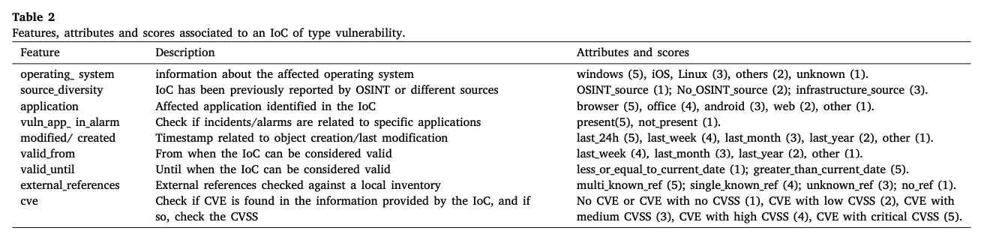 Table 2
Features, attributes and scores associated to an IoC of type vulnerability.
Feature Description Attributes and scores
operating_ system information about the affected operating system windows (5), iOS, Linux (3), others (2), unknown (1).
source_diversity IoC has been previously reported by OSINT or different sources OSINT_source (1); No_OSINT_source (2); infrastructure_source (3).
application Affected application identified in the IoC browser (5), office (4), android (3), web (2), other (1).
vuln_app_ in_alarm Check if incidents/alarms are related to specific applications present(5), not_present (1).
modified/ created Timestamp related to object creation/last modification last_24h (5), last_week (4), last_month (3), last_year (2), other (1).
valid_from From when the IoC can be considered valid last_week (4), last_month (3), last_year (2), other (1).
valid_until Until when the IoC can be considered valid less_or_equal_to_current_date (1); greater_than_current_date (5).
external_references External references checked against a local inventory multi_known_ref (5); single_known_ref (4); unknown_ref (3); no_ref (1).
cve Check if CVE is found in the information provided by the IoC, and if No CVE or CVE with no CVSS (1), CVE with low CVSS (2), CVE with
so, check the CVSS medium CVSS (3), CVE with high CVSS (4), CVE with critical CVSS (5).